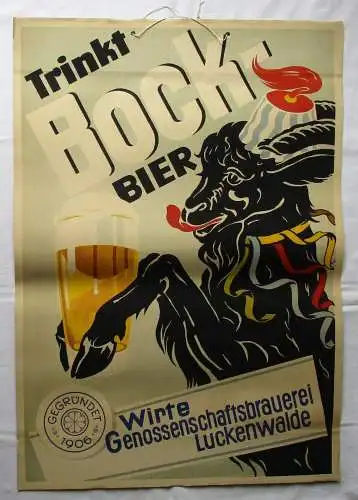 Trinkt
Bock-
BIER
GEGRÜNDET
1906
Wirte
Genossenschaftsbrauerei
Luckenwalde